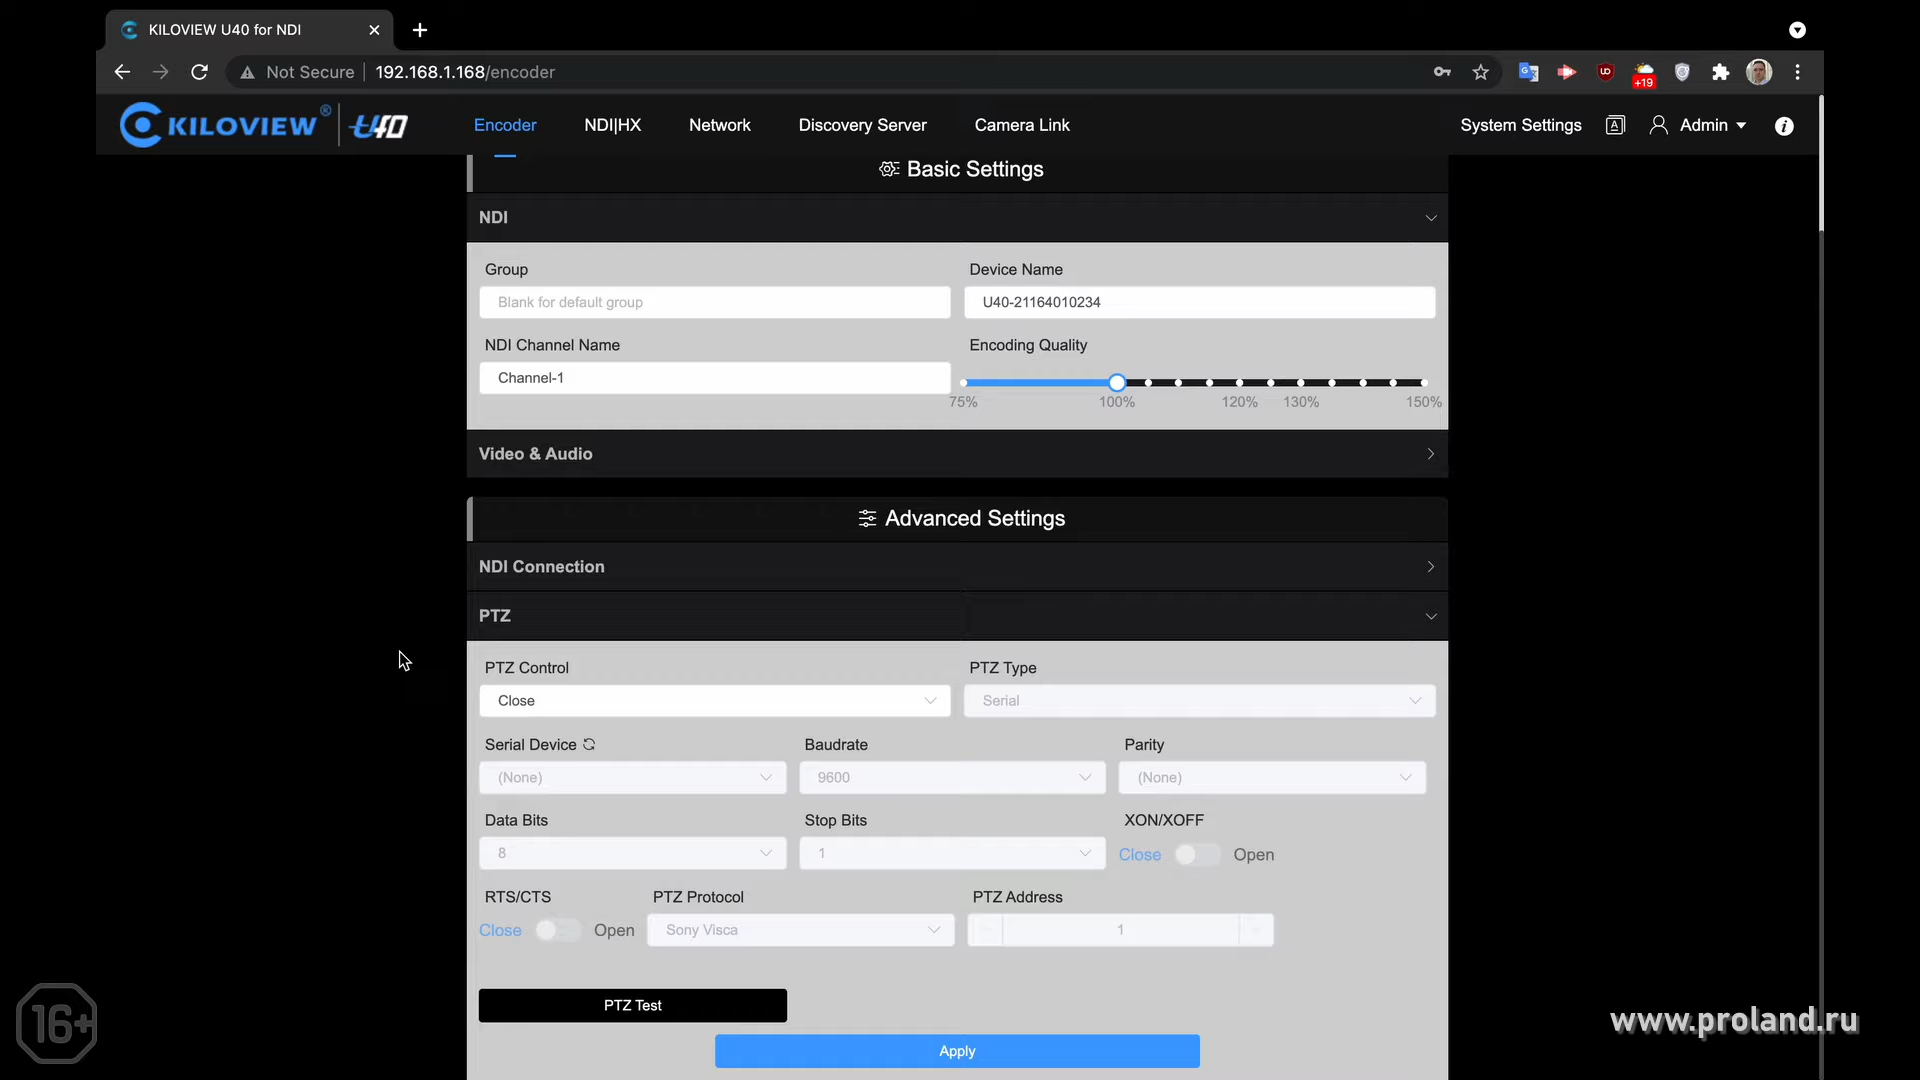 KILOVIEW U40 for NDI
Not Secure 192.168.1.168/encoder
+19
KILOVIEW® U40 Encoder NDI|HX Network Discovery Server Camera Link System Settings A Admin
Basic Settings
NDI
Group Device Name
Blank for default group U40-21164010234
NDI Channel Name Encoding Quality
Channel-1
75% 100% 120% 130% 150%
Video & Audio
Advanced Settings
NDI Connection
PTZ
PTZ Control PTZ Type
Close Serial
Serial Device Baudrate Parity
(None) 9600 (None)
Data Bits Stop Bits XON/XOFF
8 1 Close Open
RTS/CTS PTZ Protocol PTZ Address
Close Open Sony Visca 1
PTZ Test
Apply
16+
www.proland.ru